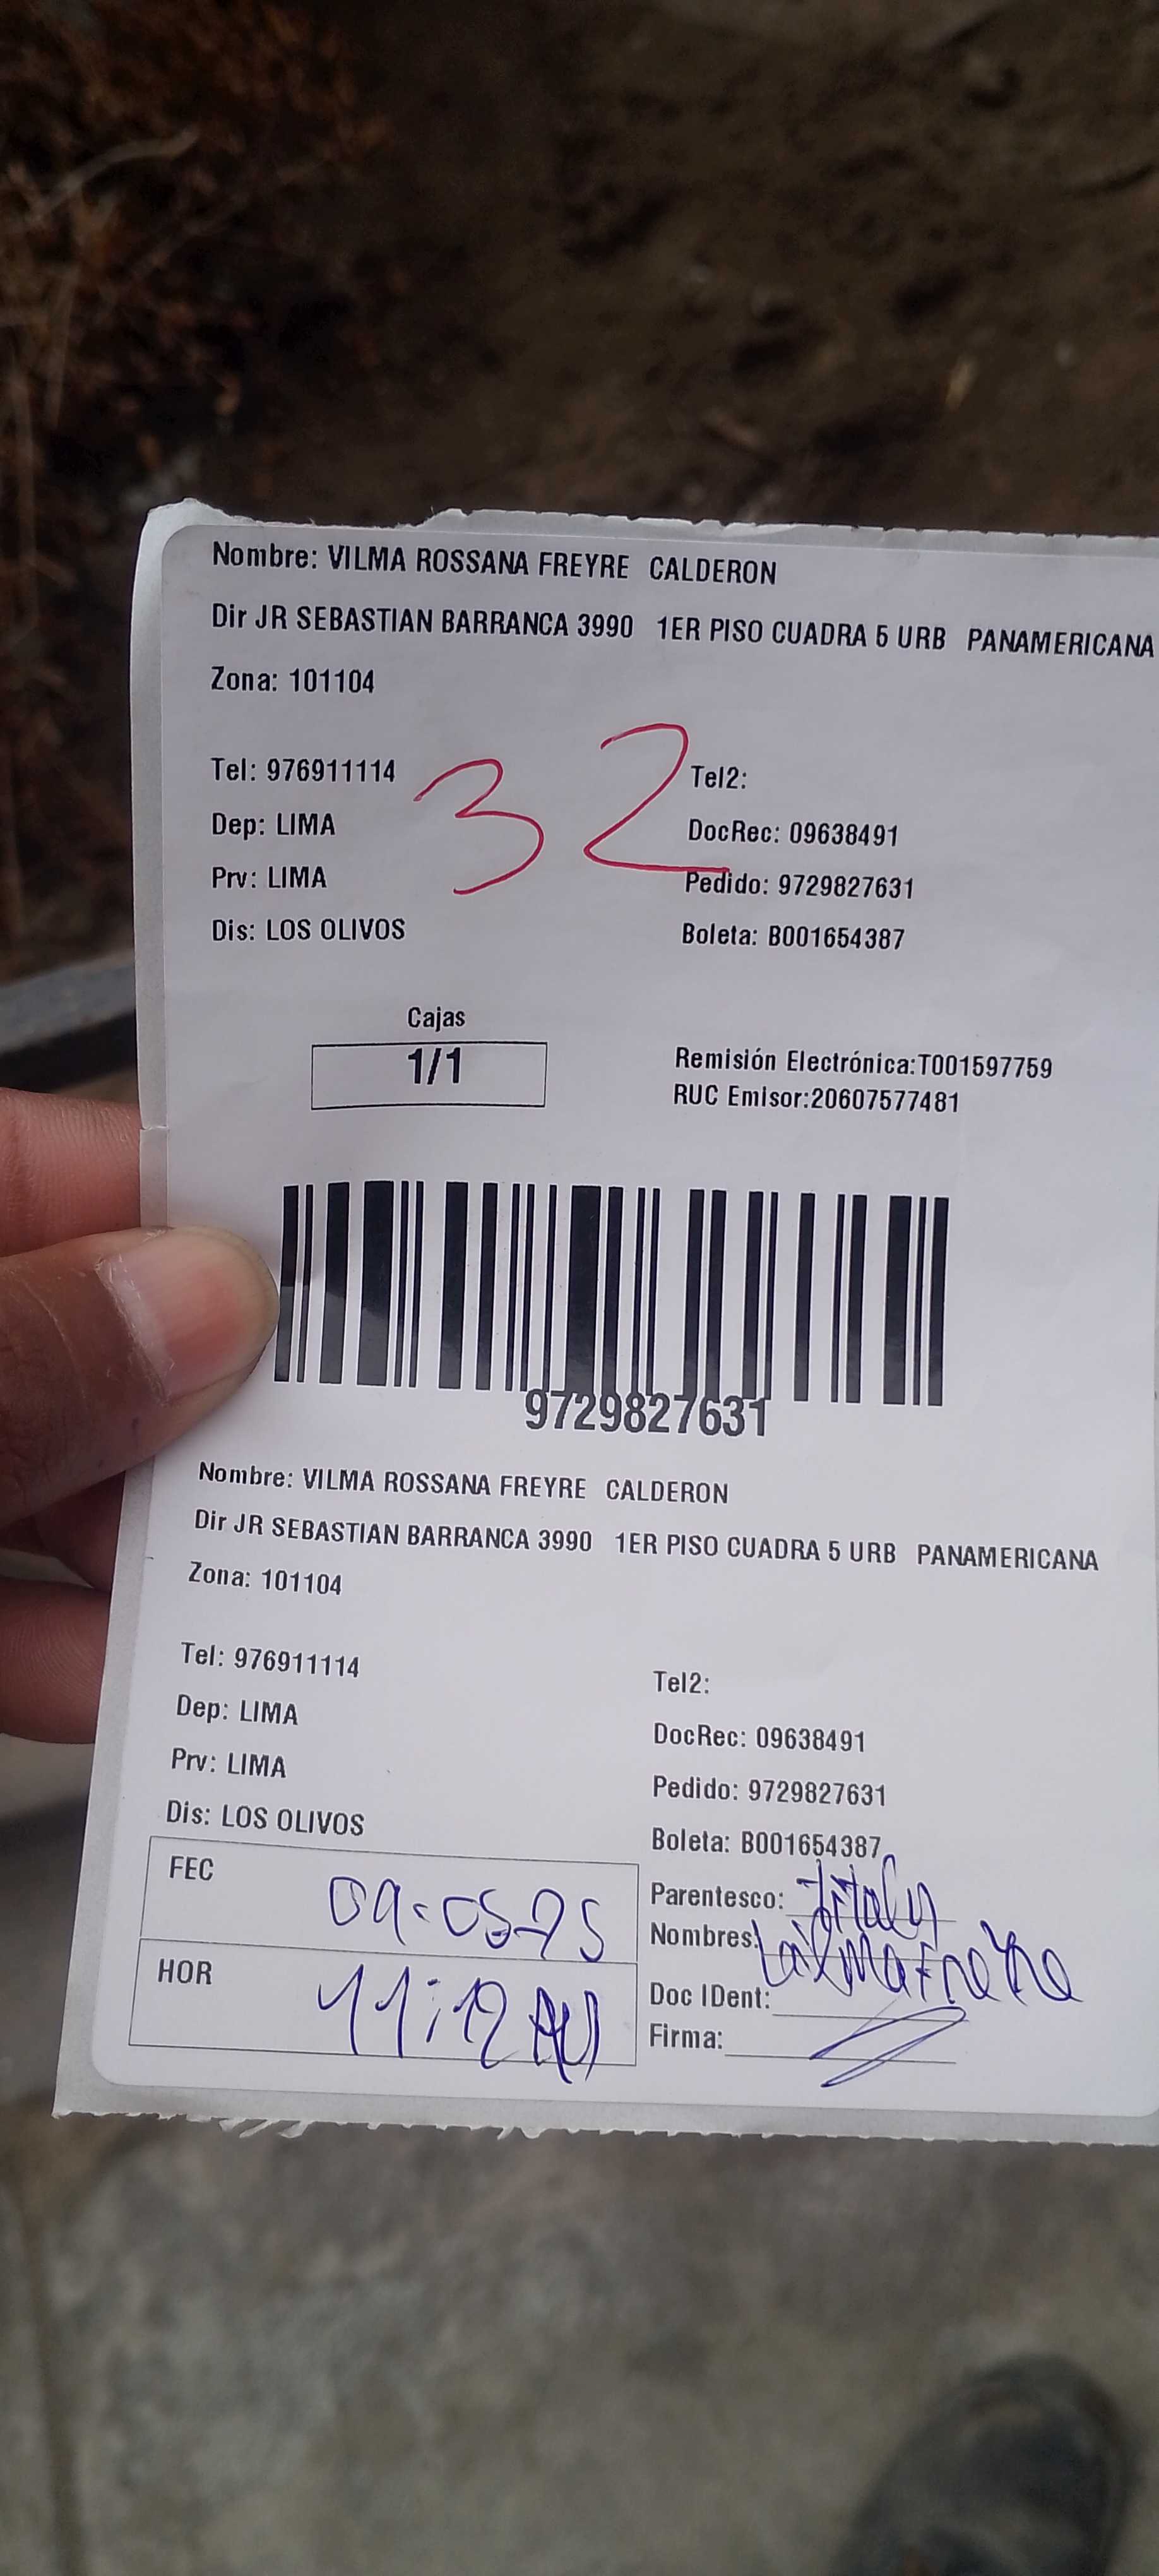 Nombre: VILMA ROSSANA FREYRE CALDERON
Dir JR SEBASTIAN BARRANCA 3990 1ER PISO CUADRA 5 URB PANAMERICANA
Zona: 101104
32
Tel: 976911114 Tel2:
Dep: LIMA DocRec: 09638491
Prv: LIMA Pedido: 9729827631
Dis: LOS OLIVOS Boleta: B001654387
Cajas
1/1
Remisión Electrónica:T001597759
RUC Emisor:20607577481
9729827631
Nombre: VILMA ROSSANA FREYRE CALDERON
Dir JR SEBASTIAN BARRANCA 3990 1ER PISO CUADRA 5 URB PANAMERICANA
Zona: 101104
Tel: 976911114 Tel2:
Dep: LIMA DocRec: 09638491
Prv: LIMA Pedido: 9729827631
Dis: LOS OLIVOS Boleta: B001654387
FEC 09-05-25 Parentesco: titular
Nombres: Vilma Freyre
HOR 11:12 AM Doc IDent:
Firma: